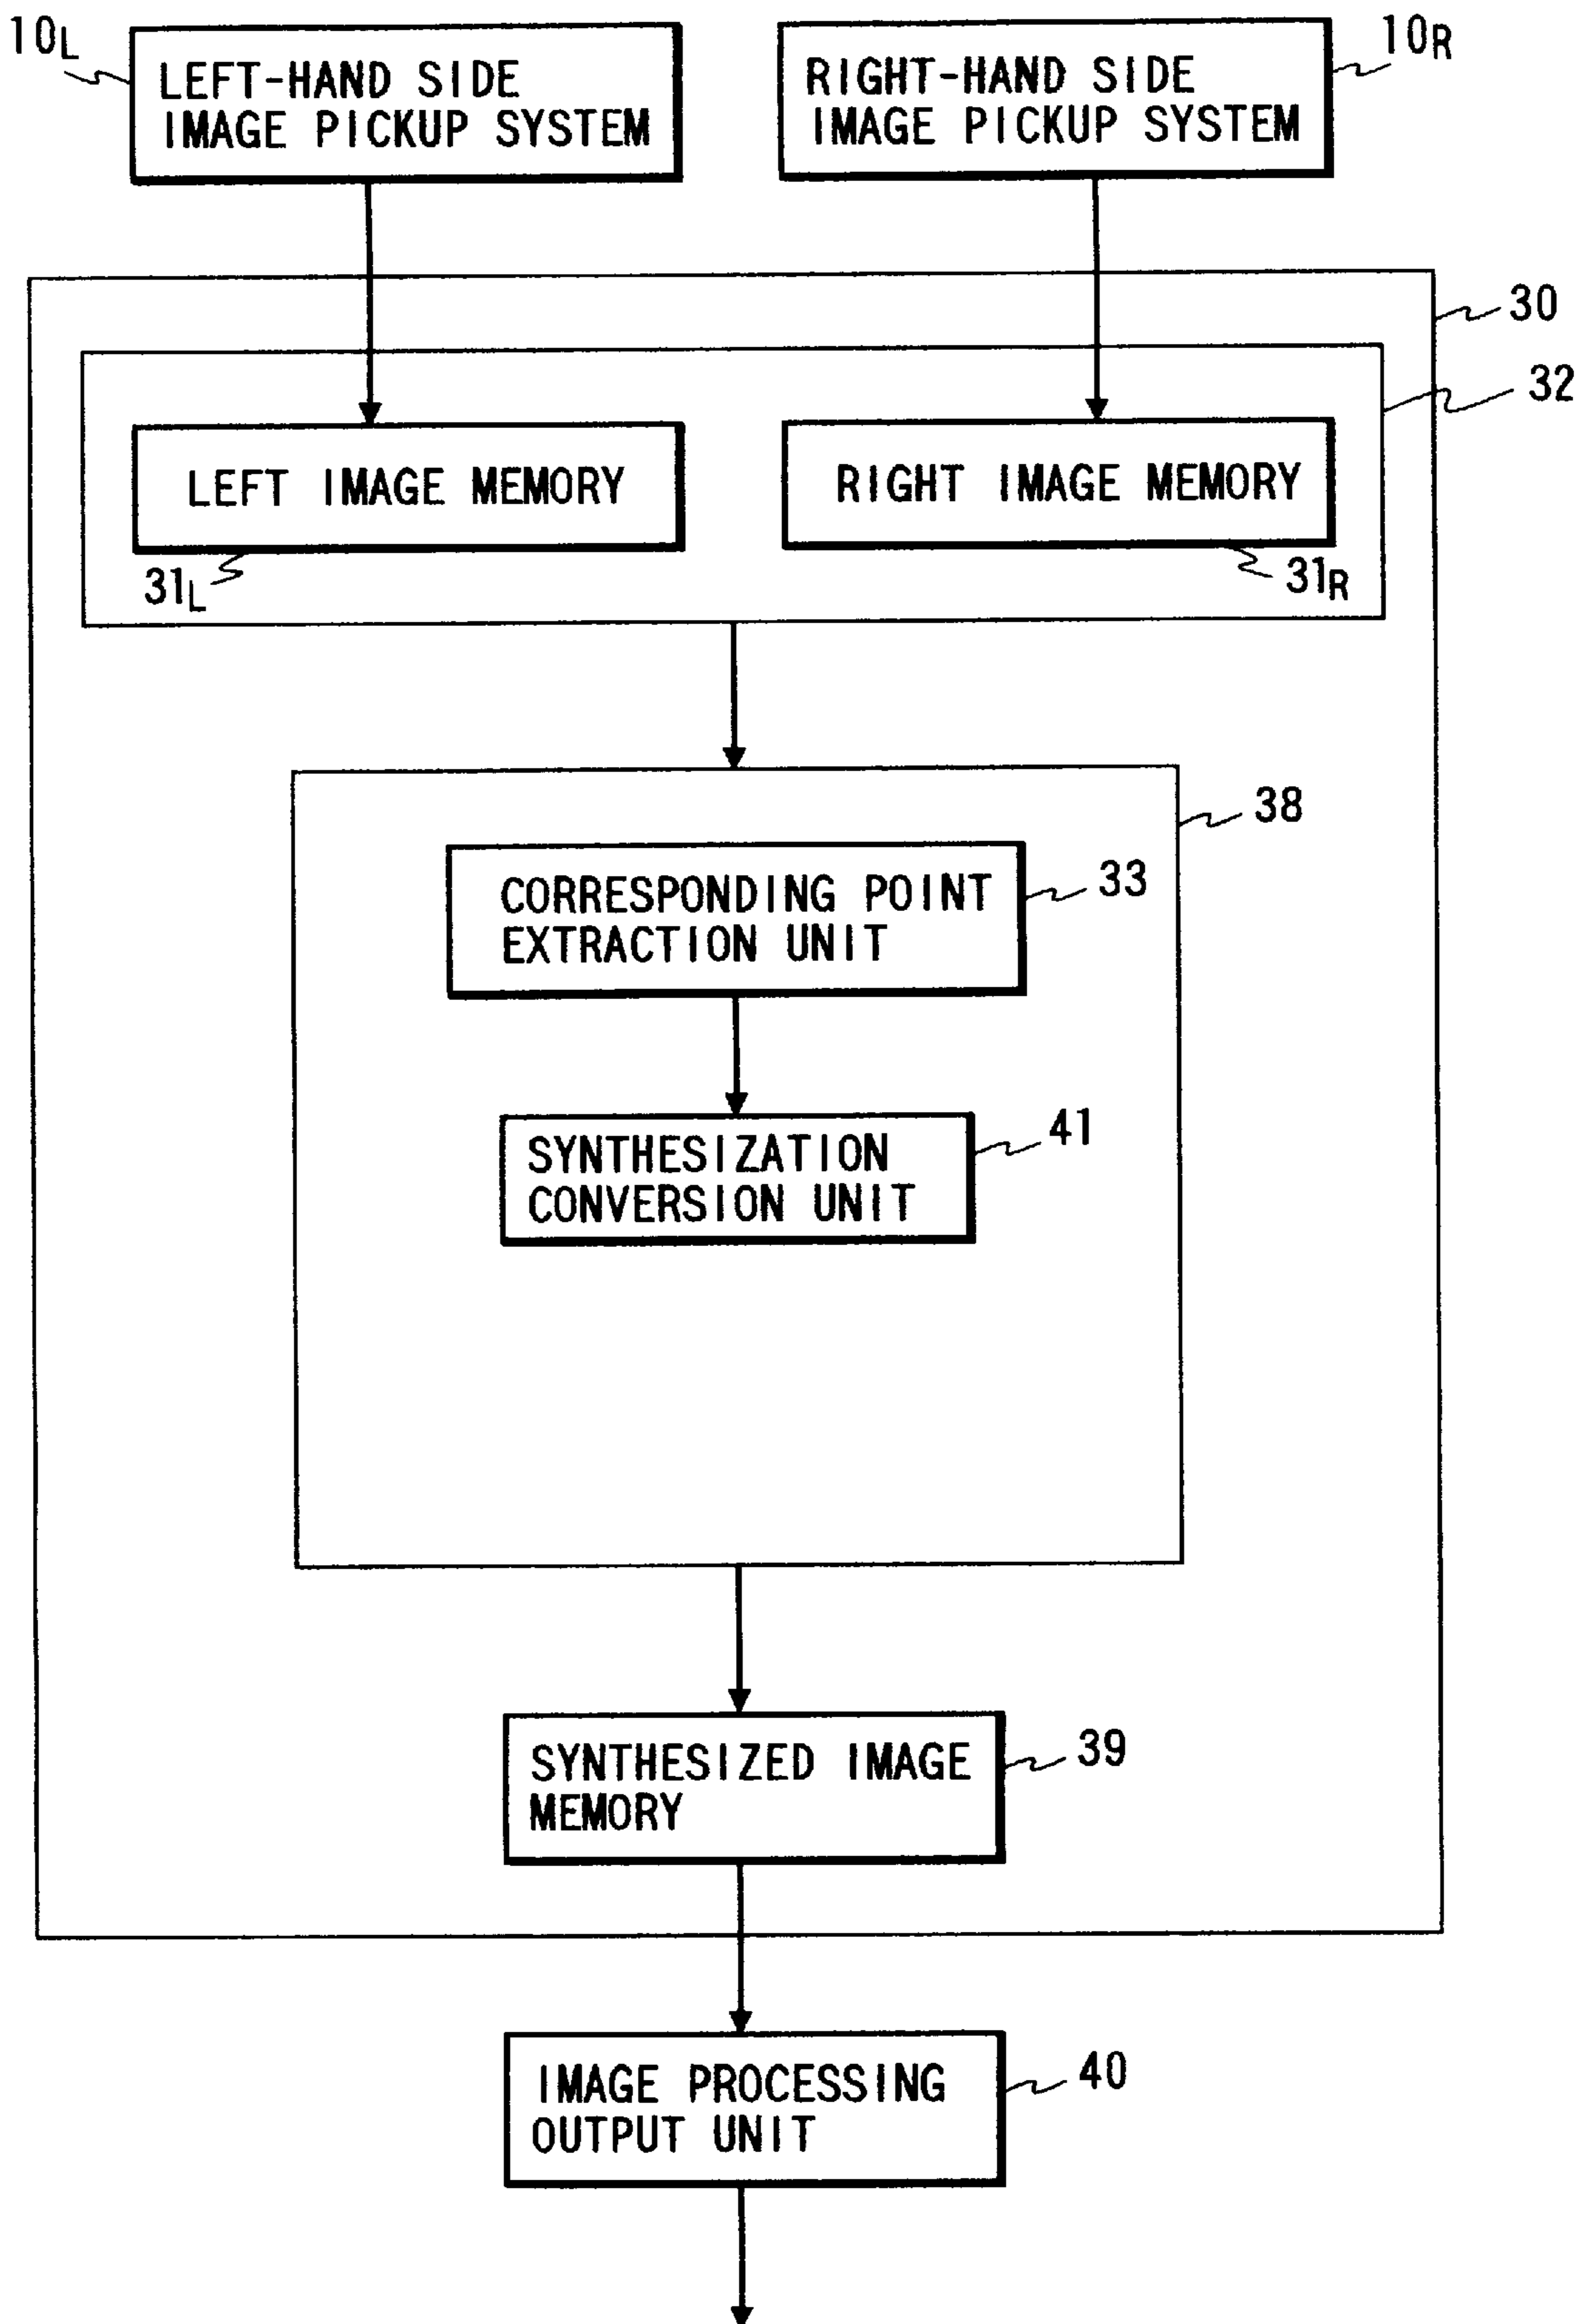 10L
LEFT-HAND SIDE
IMAGE PICKUP SYSTEM
RIGHT-HAND SIDE
IMAGE PICKUP SYSTEM
10R
30
32
LEFT IMAGE MEMORY
31L
RIGHT IMAGE MEMORY
31R
38
CORRESPONDING POINT
EXTRACTION UNIT
33
SYNTHESIZATION
CONVERSION UNIT
41
SYNTHESIZED IMAGE
MEMORY
39
IMAGE PROCESSING
OUTPUT UNIT
40